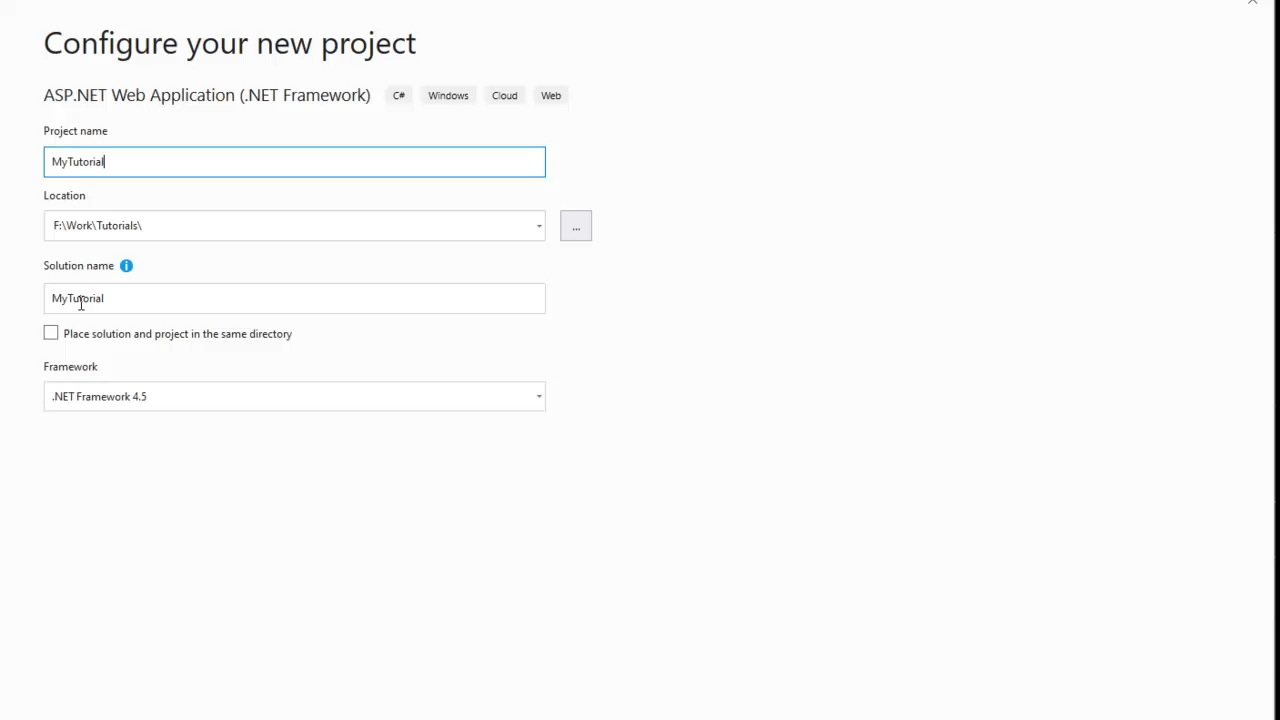 Configure your new project
ASP.NET Web Application (.NET Framework) C# Windows Cloud Web
Project name
MyTutorial
Location
F:\Work\Tutorials\
...
Solution name
MyTutorial
Place solution and project in the same directory
Framework
.NET Framework 4.5